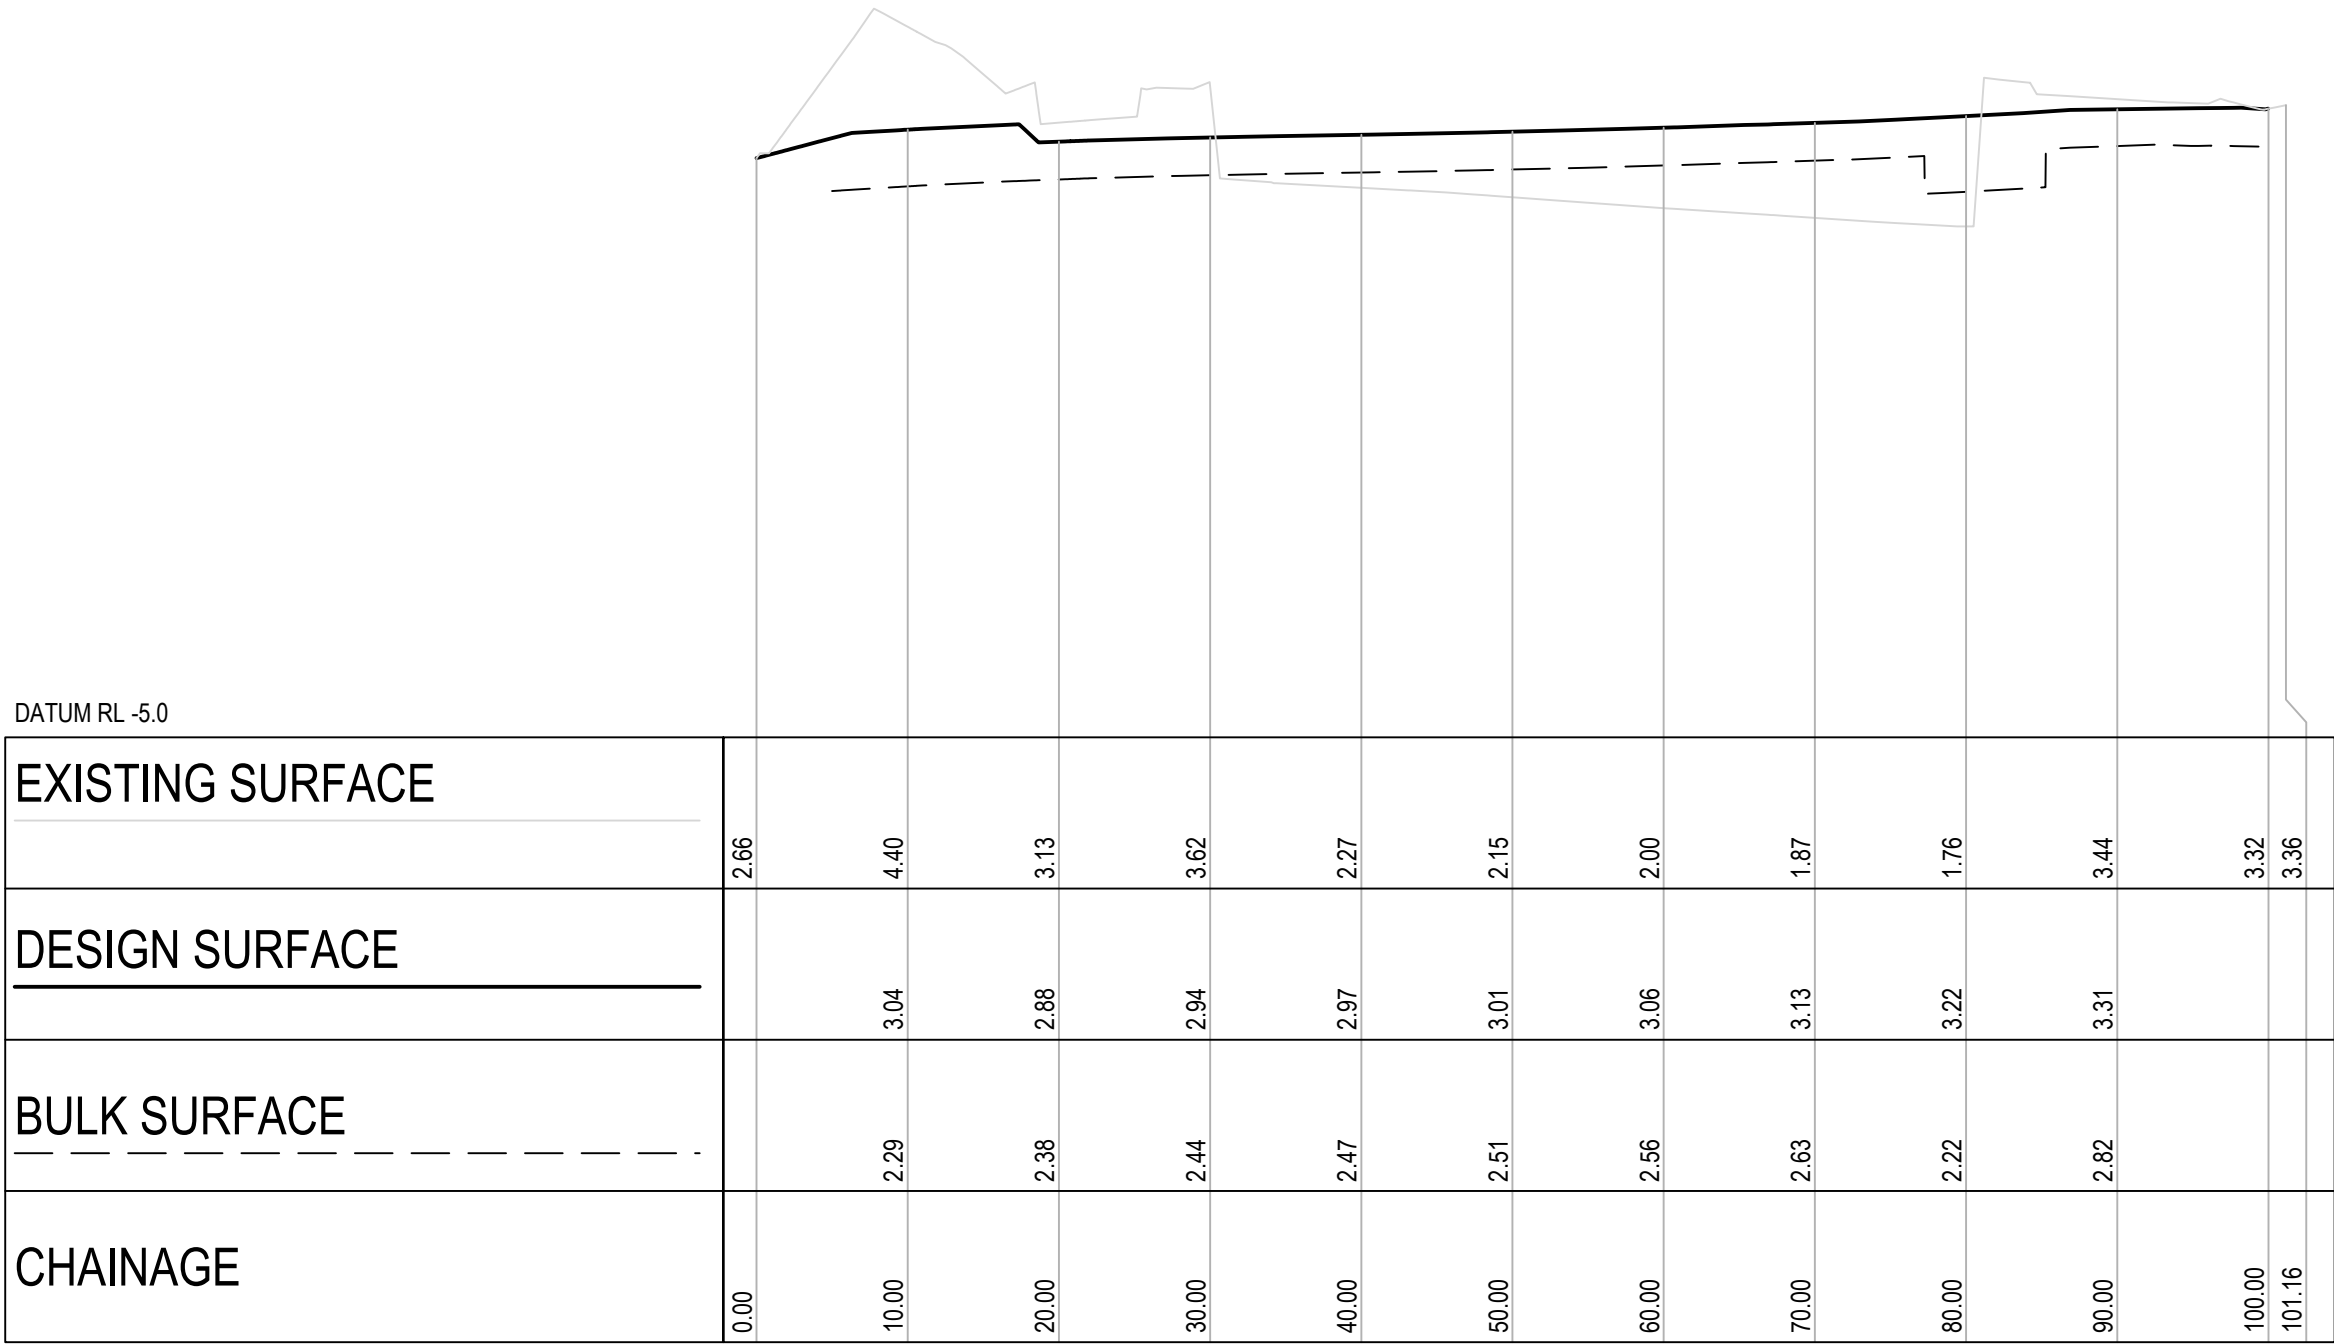 DATUM RL -5.0
EXISTING SURFACE
2.66 4.40 3.13 3.62 2.27 2.15 2.00 1.87 1.76 3.44 3.32 3.36
DESIGN SURFACE
3.04 2.88 2.94 2.97 3.01 3.06 3.13 3.22 3.31
BULK SURFACE
2.29 2.38 2.44 2.47 2.51 2.56 2.63 2.22 2.82
CHAINAGE
0.00 10.00 20.00 30.00 40.00 50.00 60.00 70.00 80.00 90.00 100.00 101.16